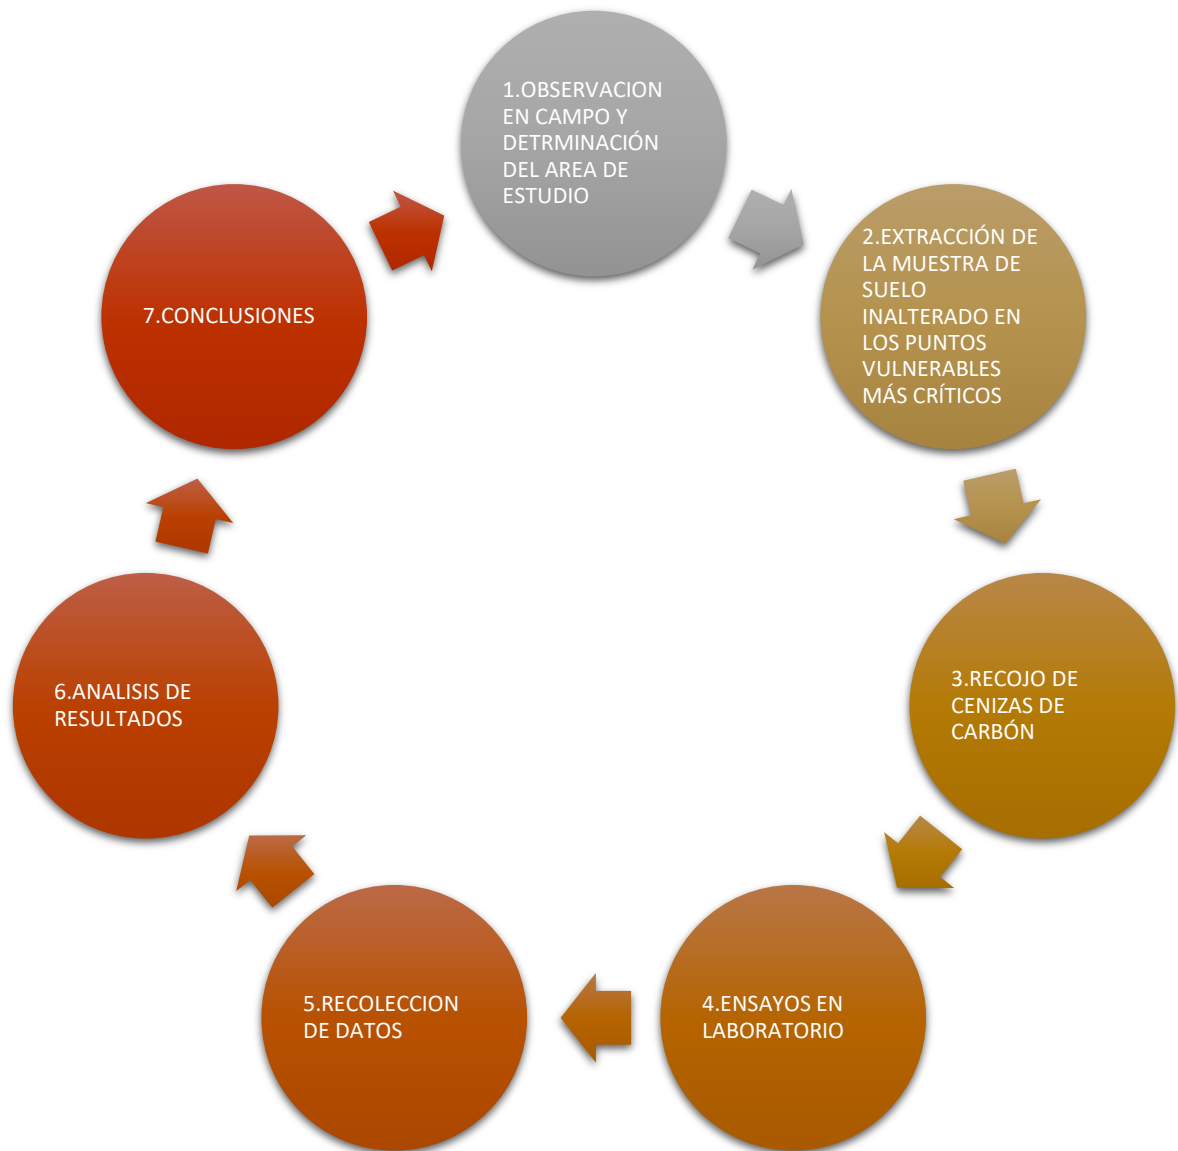 1.OBSERVACION
EN CAMPO Y
DETRMINACIÓN
DEL AREA DE
ESTUDIO
2.EXTRACCIÓN DE
LA MUESTRA DE
SUELO
INALTERADO EN
LOS PUNTOS
VULNERABLES
MÁS CRÍTICOS
3.RECOJO DE
CENIZAS DE
CARBÓN
4.ENSAYOS EN
LABORATORIO
5.RECOLECCION
DE DATOS
6.ANALISIS DE
RESULTADOS
7.CONCLUSIONES